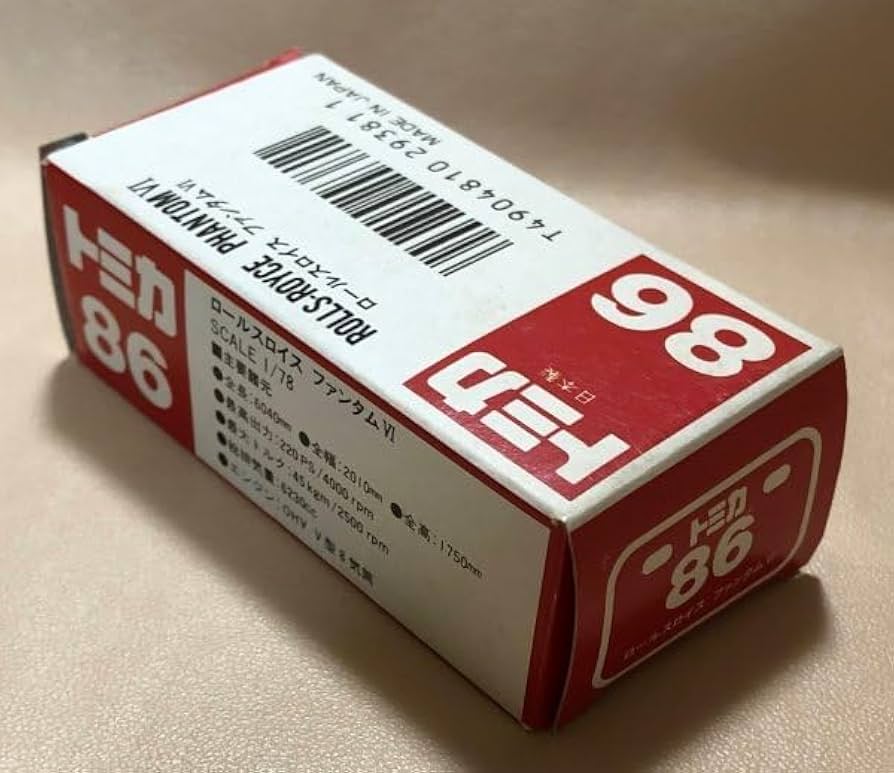 T4904810 29381 1
MADE IN JAPAN
ROLLS-ROYCE PHANTOM VI
ロールスロイス ファンタム VI
86
トミカ
日本製
トミカ
86
ロールスロイス ファンタム VI
SCALE 1/78
■主要諸元
●全長:6040mm ●全幅:2010mm ●全高:1750mm
●最高出力:220PS/4000rpm
●最大トルク:45kgm/2500rpm
●総排気量:6230cc
●エンジン:OHV V型8気筒
トミカ
86
ロールスロイス ファンタム VI